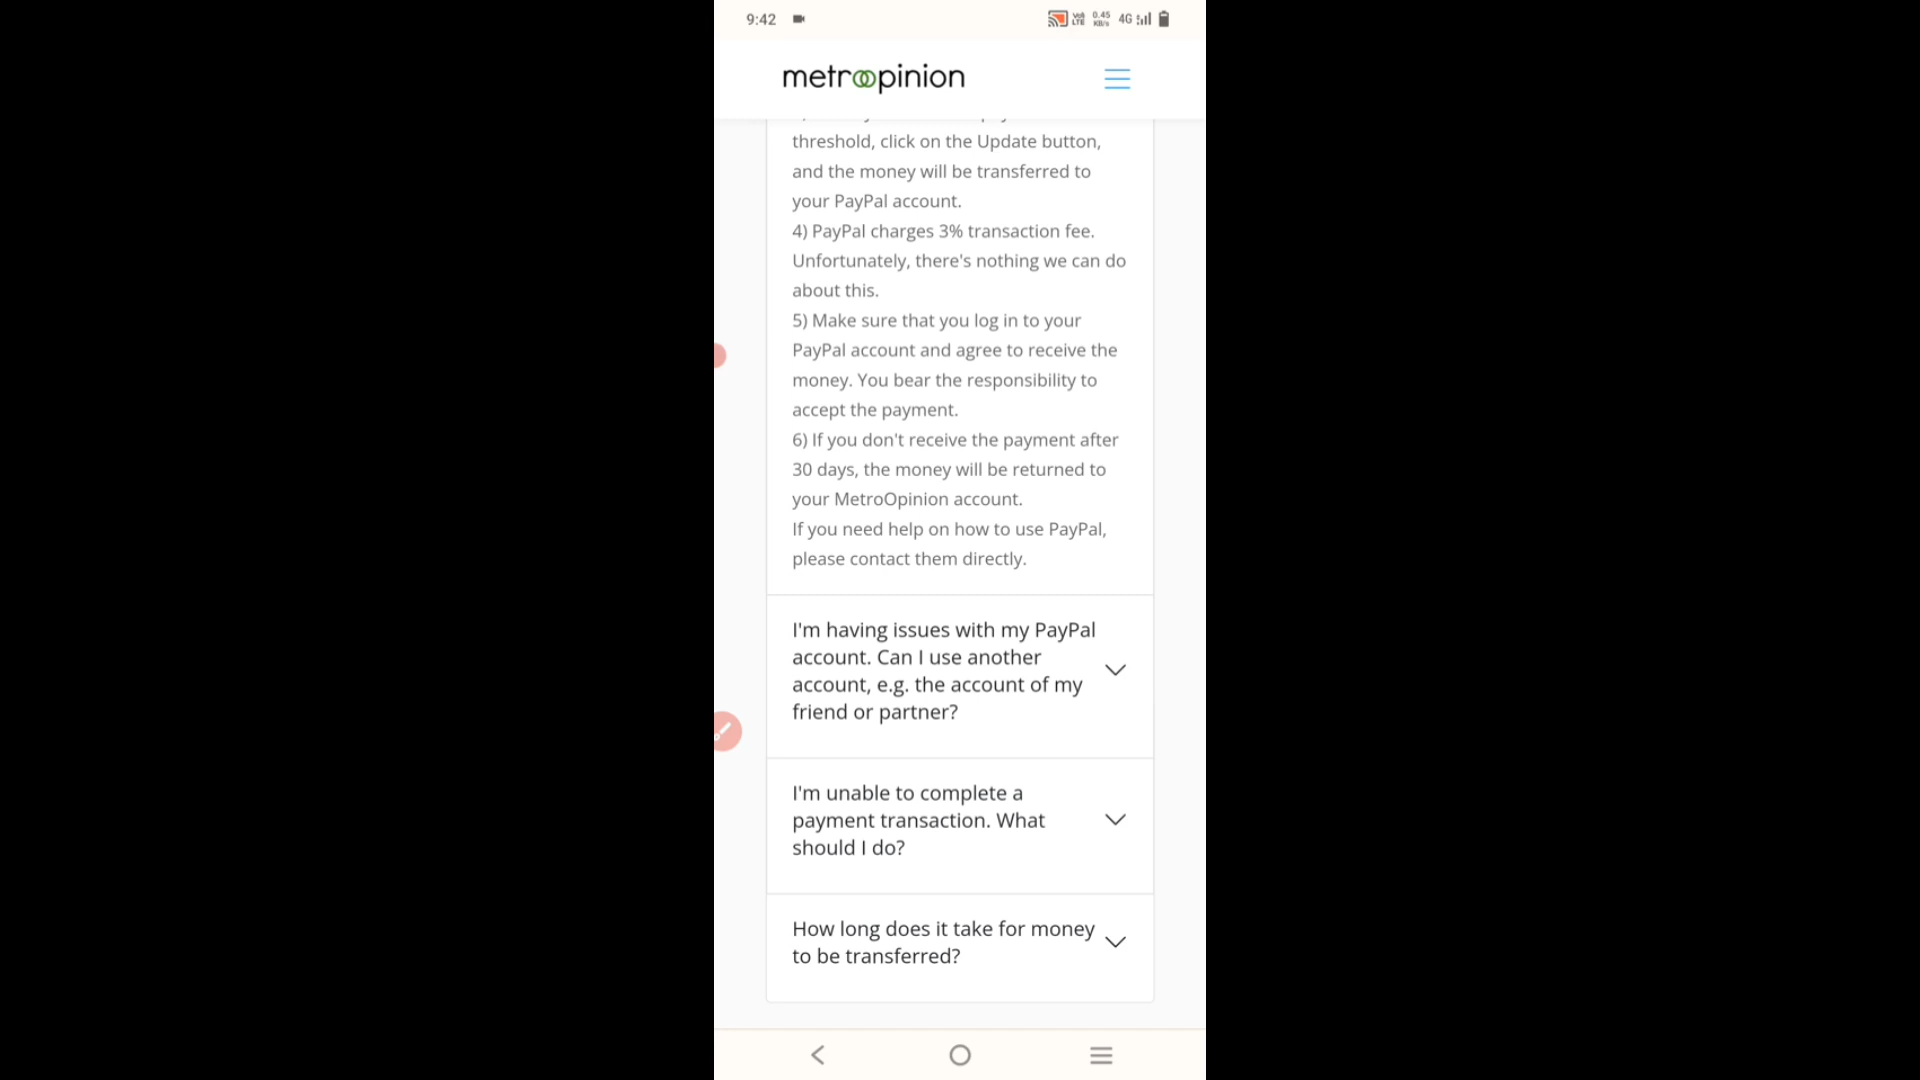 9:42
VoLTE 0.45 KB/s 4G
metroopinion
threshold, click on the Update button,
and the money will be transferred to
your PayPal account.
4) PayPal charges 3% transaction fee.
Unfortunately, there's nothing we can do
about this.
5) Make sure that you log in to your
PayPal account and agree to receive the
money. You bear the responsibility to
accept the payment.
6) If you don't receive the payment after
30 days, the money will be returned to
your MetroOpinion account.
If you need help on how to use PayPal,
please contact them directly.
I'm having issues with my PayPal
account. Can I use another
account, e.g. the account of my
friend or partner?
I'm unable to complete a
payment transaction. What
should I do?
How long does it take for money
to be transferred?